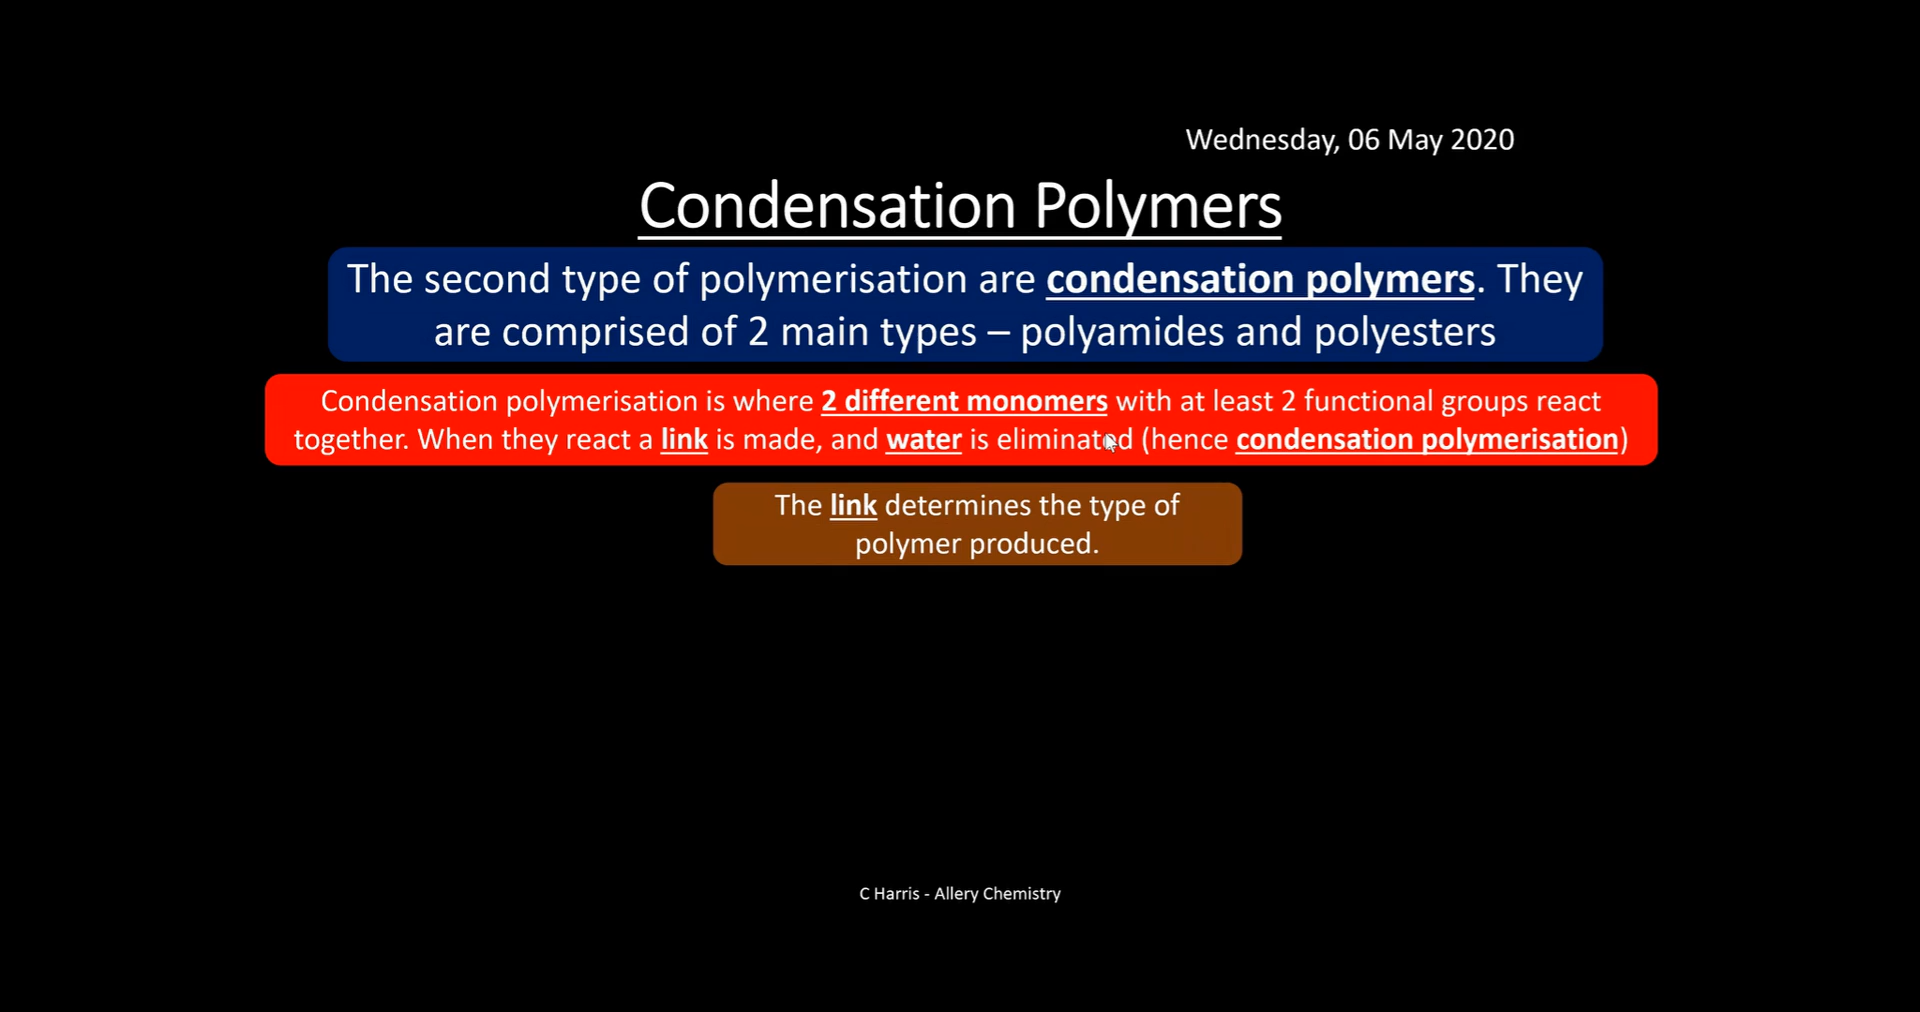 Wednesday, 06 May 2020
Condensation Polymers
The second type of polymerisation are condensation polymers. They
are comprised of 2 main types – polyamides and polyesters
Condensation polymerisation is where 2 different monomers with at least 2 functional groups react
together. When they react a link is made, and water is eliminated (hence condensation polymerisation)
The link determines the type of
polymer produced.
C Harris - Allery Chemistry